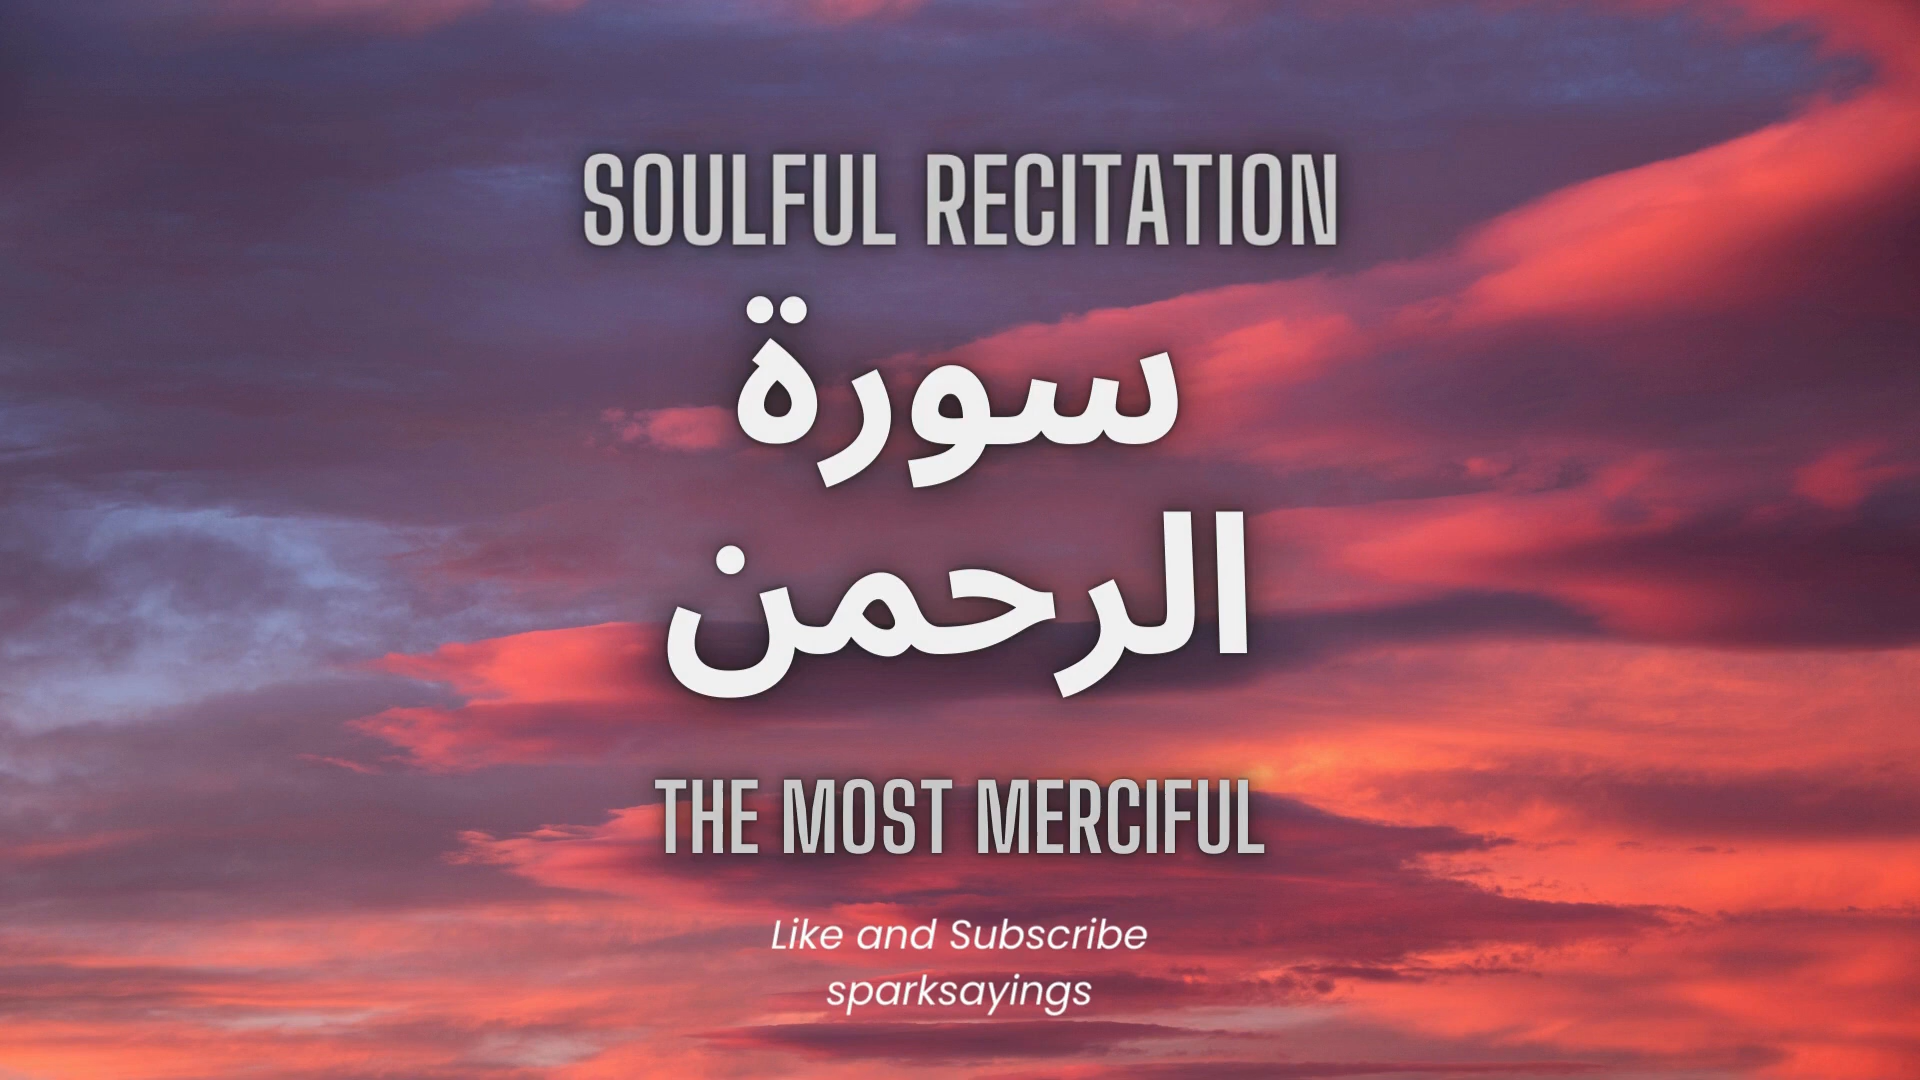 SOULFUL RECITATION
سورة
الرحمن
THE MOST MERCIFUL
Like and Subscribe
sparksayings